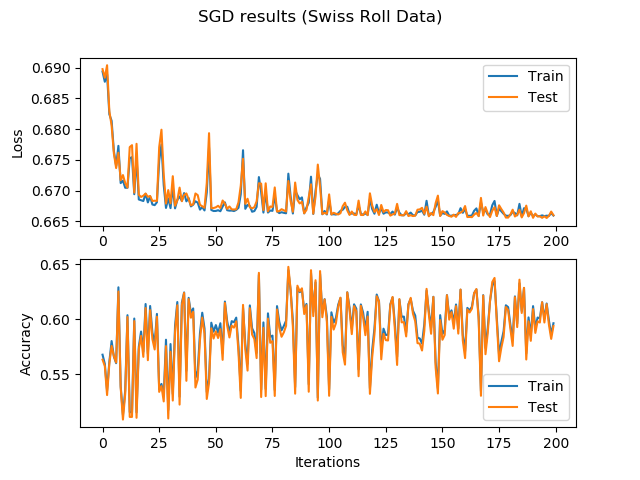 SGD results (Swiss Roll Data)
0.690
0.685
0.680
0.675
0.670
0.665
Loss
Train
Test
0 25 50 75 100 125 150 175 200
0.65
0.60
0.55
Accuracy
Train
Test
0 25 50 75 100 125 150 175 200
Iterations